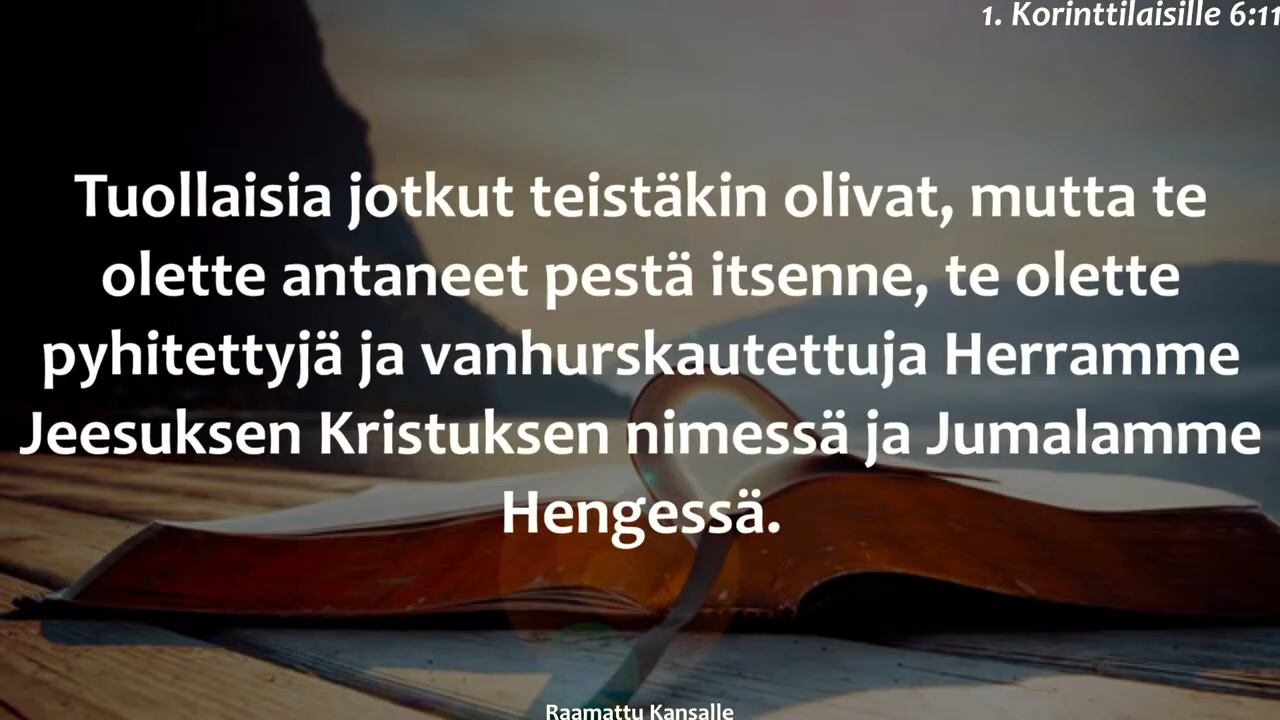 1. Korinttilaisille 6:11
Tuollaisia jotkut teistäkin olivat, mutta te
olette antaneet pestä itsenne, te olette
pyhitettyjä ja vanhurskautettuja Herramme
Jeesuksen Kristuksen nimessä ja Jumalamme
Hengessä.
Raamattu Kansalle